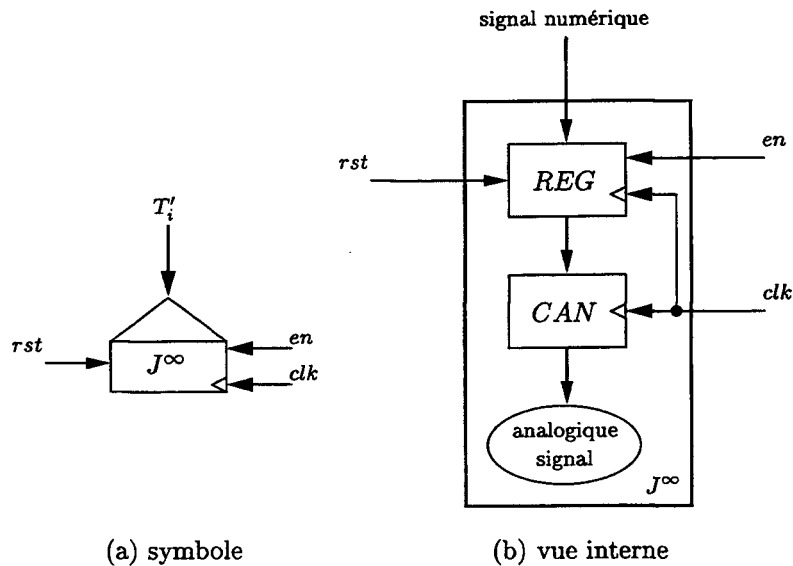 signal numérique
rst
en
REG
T'_i
CAN
clk
rst
J^∞
en
clk
analogique
signal
J^∞
(a) symbole
(b) vue interne